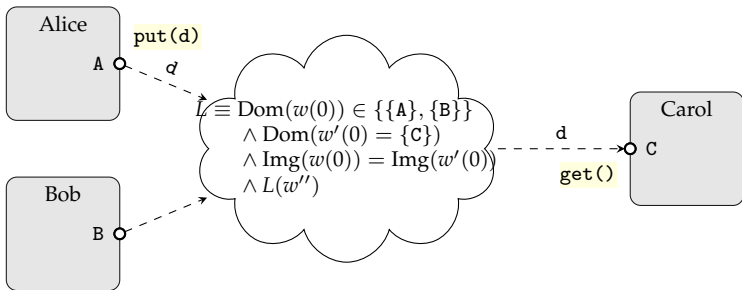 Alice
put(d)
A
d
L ≡ Dom(w(0)) ∈ {{A}, {B}}
∧ Dom(w′(0) = {C})
∧ Img(w(0)) = Img(w′(0))
∧ L(w′′)
Bob
B
d
Carol
C
get()